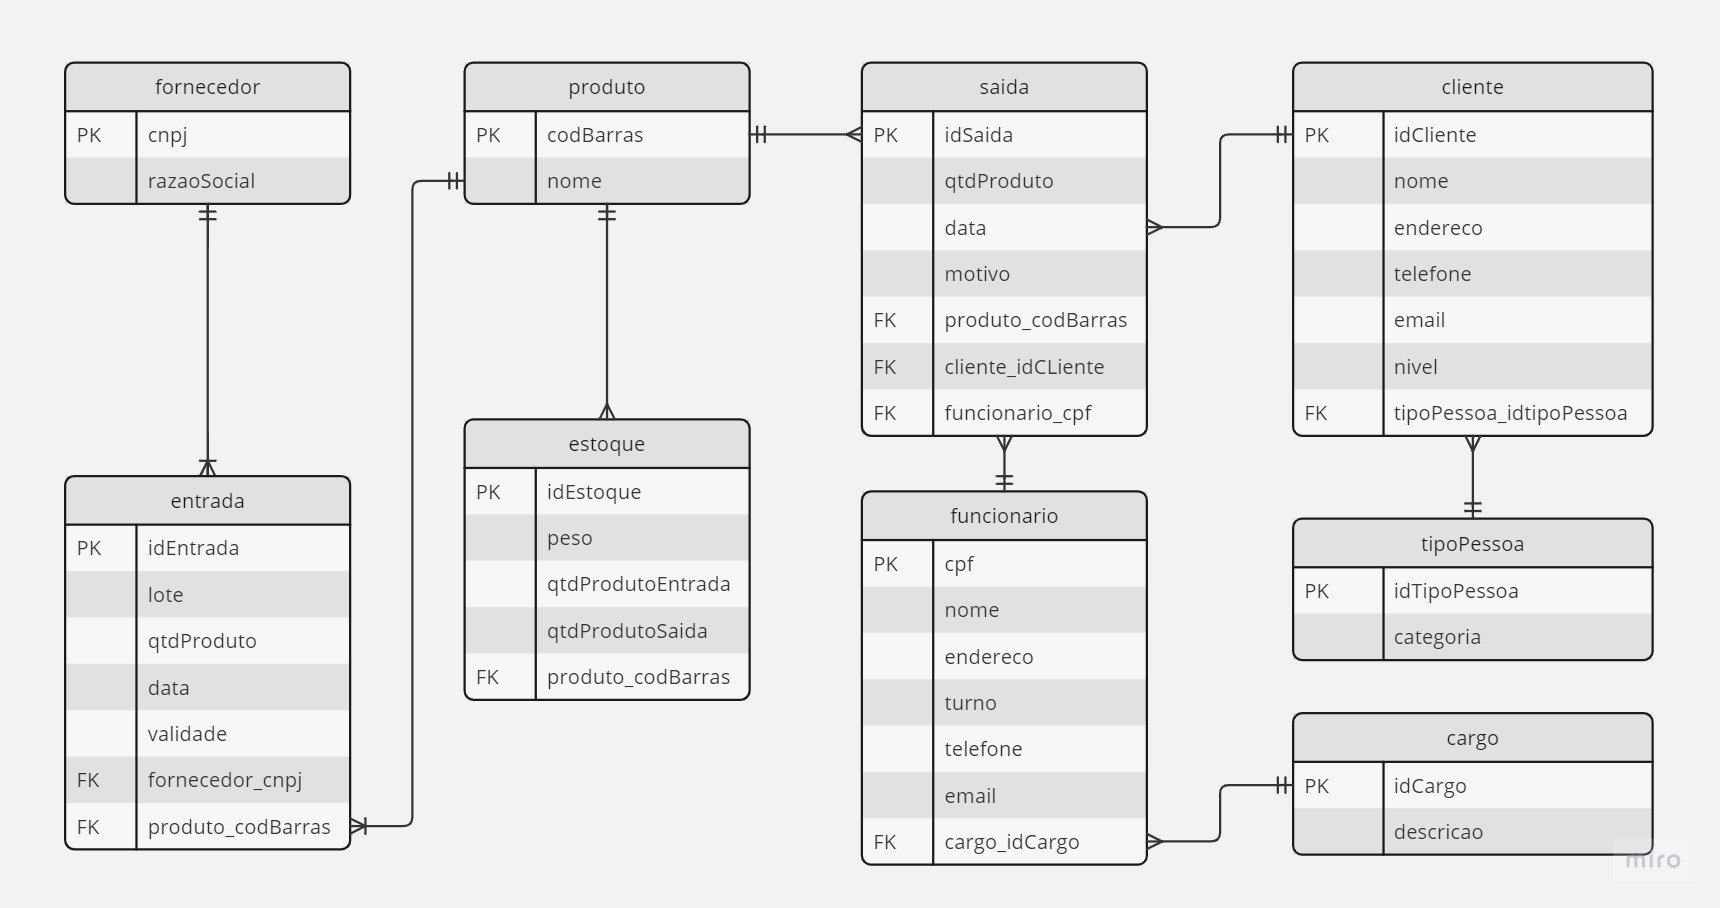 fornecedor
PK cnpj
razaoSocial
produto
PK codBarras
nome
saida
PK idSaida
qtdProduto
data
motivo
FK produto_codBarras
FK cliente_idCLiente
FK funcionario_cpf
cliente
PK idCliente
nome
endereco
telefone
email
nivel
FK tipoPessoa_idtipoPessoa
entrada
PK idEntrada
lote
qtdProduto
data
validade
FK fornecedor_cnpj
FK produto_codBarras
estoque
PK idEstoque
peso
qtdProdutoEntrada
qtdProdutoSaida
FK produto_codBarras
funcionario
PK cpf
nome
endereco
turno
telefone
email
FK cargo_idCargo
tipoPessoa
PK idTipoPessoa
categoria
cargo
PK idCargo
descricao
miro